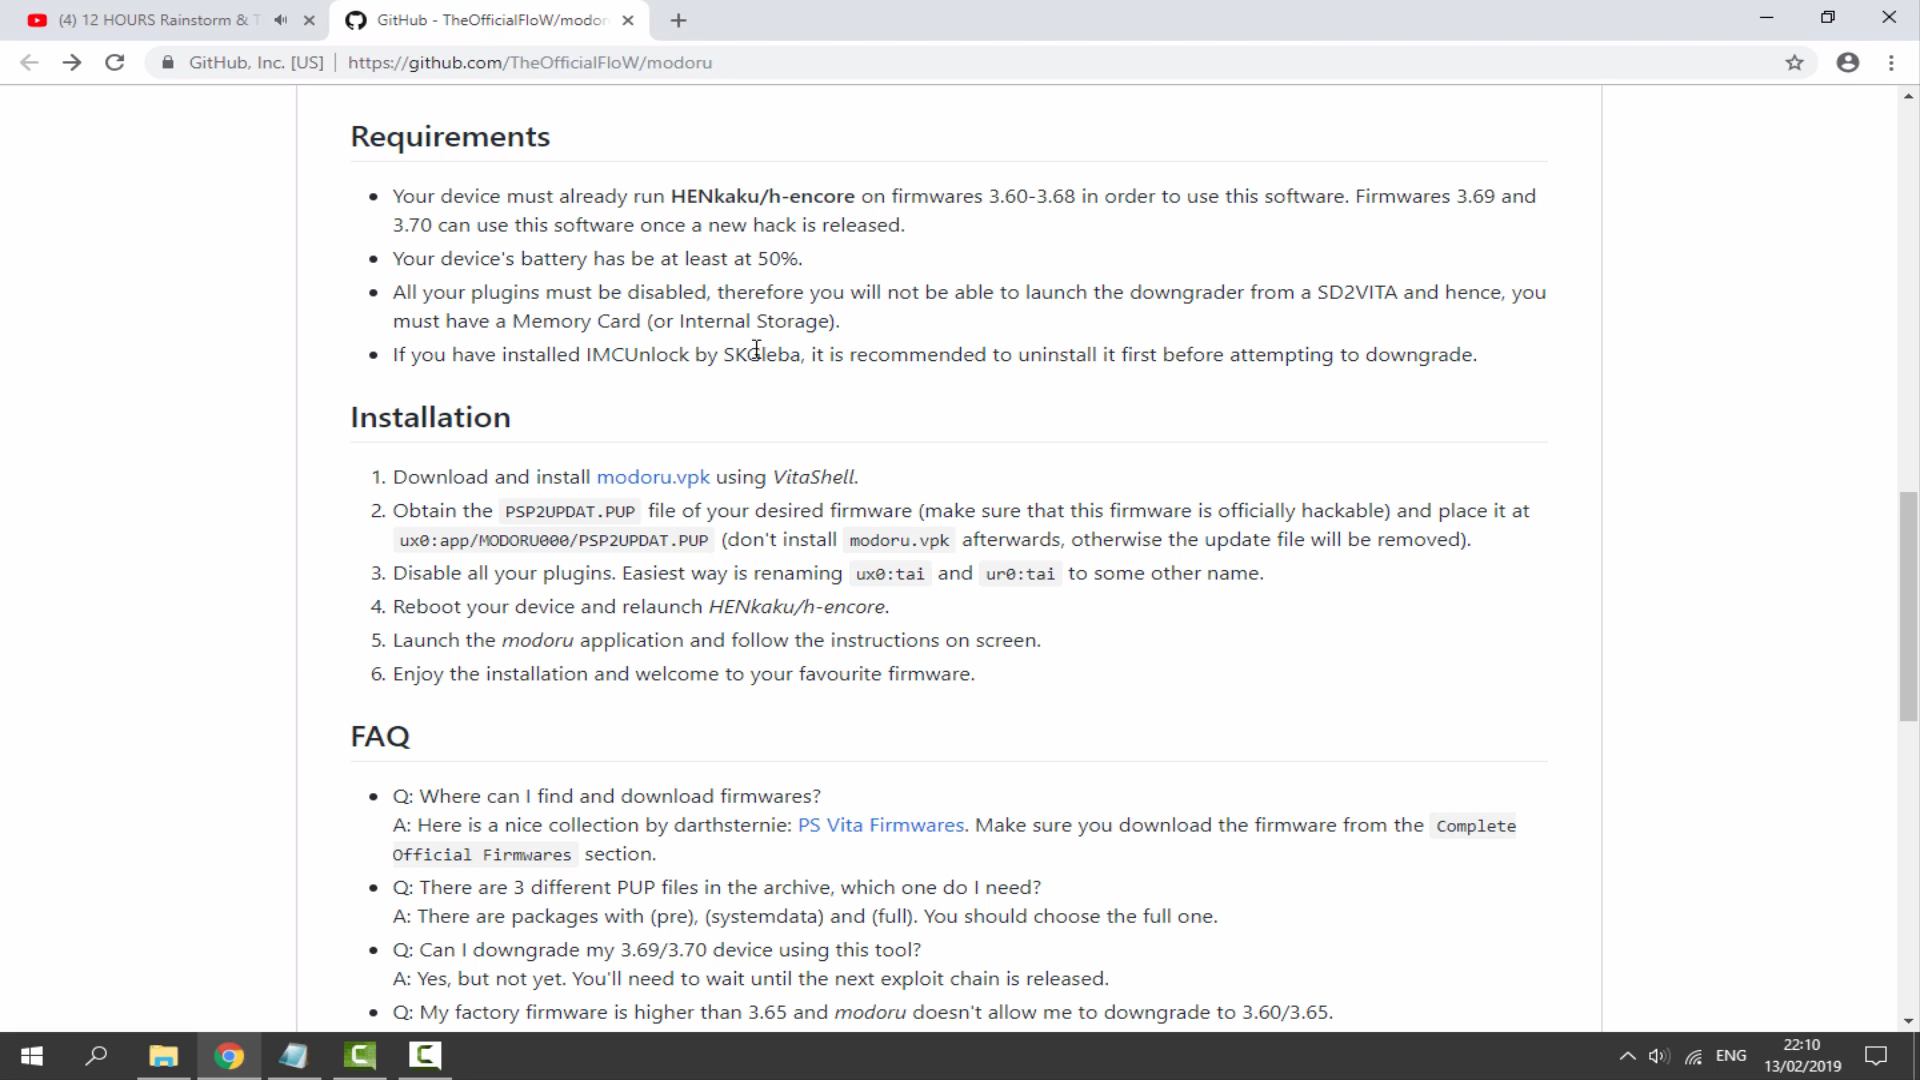 (4) 12 HOURS Rainstorm & T
GitHub - TheOfficialFloW/modor
GitHub, Inc. [US] | https://github.com/TheOfficialFloW/modoru
Requirements
• Your device must already run HENkaku/h-encore on firmwares 3.60-3.68 in order to use this software. Firmwares 3.69 and
3.70 can use this software once a new hack is released.
• Your device's battery has be at least at 50%.
• All your plugins must be disabled, therefore you will not be able to launch the downgrader from a SD2VITA and hence, you
must have a Memory Card (or Internal Storage).
• If you have installed IMCUnlock by SKGleba, it is recommended to uninstall it first before attempting to downgrade.
Installation
1. Download and install modoru.vpk using VitaShell.
2. Obtain the PSP2UPDAT.PUP file of your desired firmware (make sure that this firmware is officially hackable) and place it at
ux0:app/MODORU000/PSP2UPDAT.PUP (don't install modoru.vpk afterwards, otherwise the update file will be removed).
3. Disable all your plugins. Easiest way is renaming ux0:tai and ur0:tai to some other name.
4. Reboot your device and relaunch HENkaku/h-encore.
5. Launch the modoru application and follow the instructions on screen.
6. Enjoy the installation and welcome to your favourite firmware.
FAQ
• Q: Where can I find and download firmwares?
A: Here is a nice collection by darthsternie: PS Vita Firmwares. Make sure you download the firmware from the Complete
Official Firmwares section.
• Q: There are 3 different PUP files in the archive, which one do I need?
A: There are packages with (pre), (systemdata) and (full). You should choose the full one.
• Q: Can I downgrade my 3.69/3.70 device using this tool?
A: Yes, but not yet. You'll need to wait until the next exploit chain is released.
• Q: My factory firmware is higher than 3.65 and modoru doesn't allow me to downgrade to 3.60/3.65.
ENG
22:10
13/02/2019